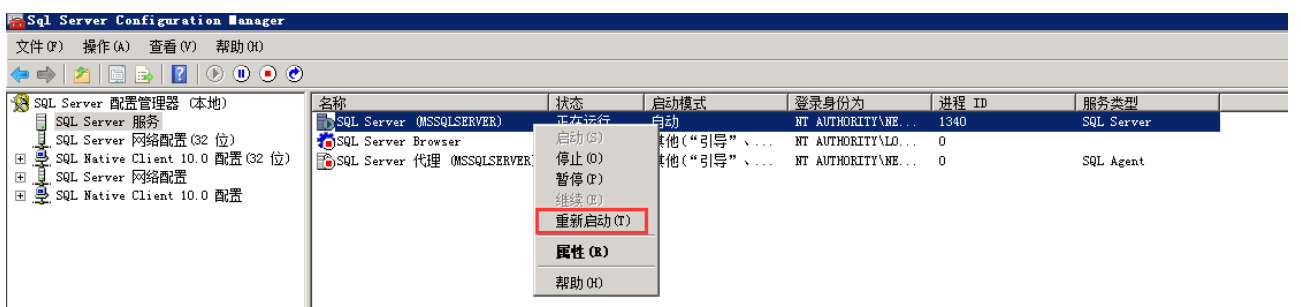 Sql Server Configuration Manager
文件(F) 操作(A) 查看(V) 帮助(H)
SQL Server 配置管理器 (本地)
SQL Server 服务
SQL Server 网络配置(32 位)
SQL Native Client 10.0 配置(32 位)
SQL Server 网络配置
SQL Native Client 10.0 配置
名称 状态 启动模式 登录身份为 进程 ID 服务类型
SQL Server (MSSQLSERVER) 正在运行 自动 NT AUTHORITY\NE... 1340 SQL Server
SQL Server Browser 其他(“引导”、... NT AUTHORITY\LO... 0
SQL Server 代理 (MSSQLSERVER) 其他(“引导”、... NT AUTHORITY\NE... 0 SQL Agent
启动(S)
停止(O)
暂停(P)
继续(E)
重新启动(T)
属性(R)
帮助(H)